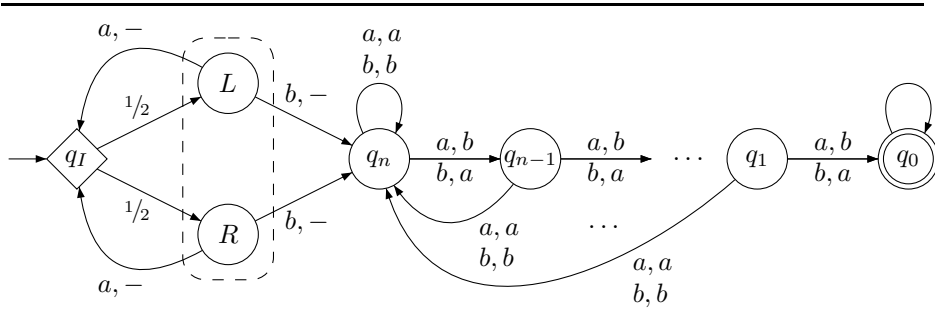 a, −
a, a
b, b
L
1/2
b, −
q_I
q_n
a, b
b, a
q_{n−1}
a, b
b, a
···
q_1
a, b
b, a
q_0
1/2
b, −
R
a, −
a, a
b, b
···
a, a
b, b